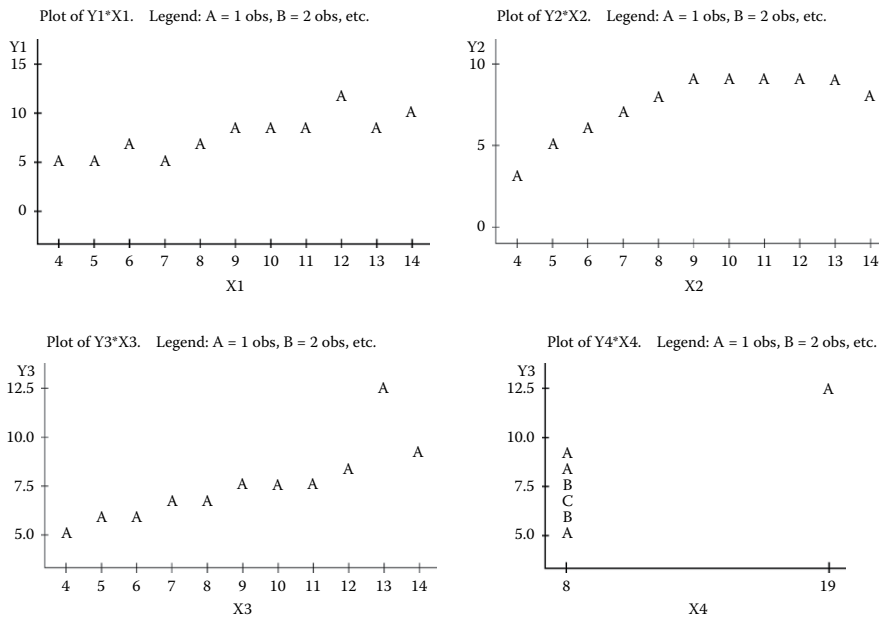 Plot of Y1*X1. Legend: A = 1 obs, B = 2 obs, etc.
Y1
15
10
5
0
A A A A A A A A A A A
4 5 6 7 8 9 10 11 12 13 14
X1
Plot of Y2*X2. Legend: A = 1 obs, B = 2 obs, etc.
Y2
10
5
0
A A A A A A A A A A A
4 5 6 7 8 9 10 11 12 13 14
X2
Plot of Y3*X3. Legend: A = 1 obs, B = 2 obs, etc.
Y3
12.5
10.0
7.5
5.0
A A A A A A A A A A A
4 5 6 7 8 9 10 11 12 13 14
X3
Plot of Y4*X4. Legend: A = 1 obs, B = 2 obs, etc.
Y3
12.5
10.0
7.5
5.0
A
A
A
B
C
B
A
8 19
X4